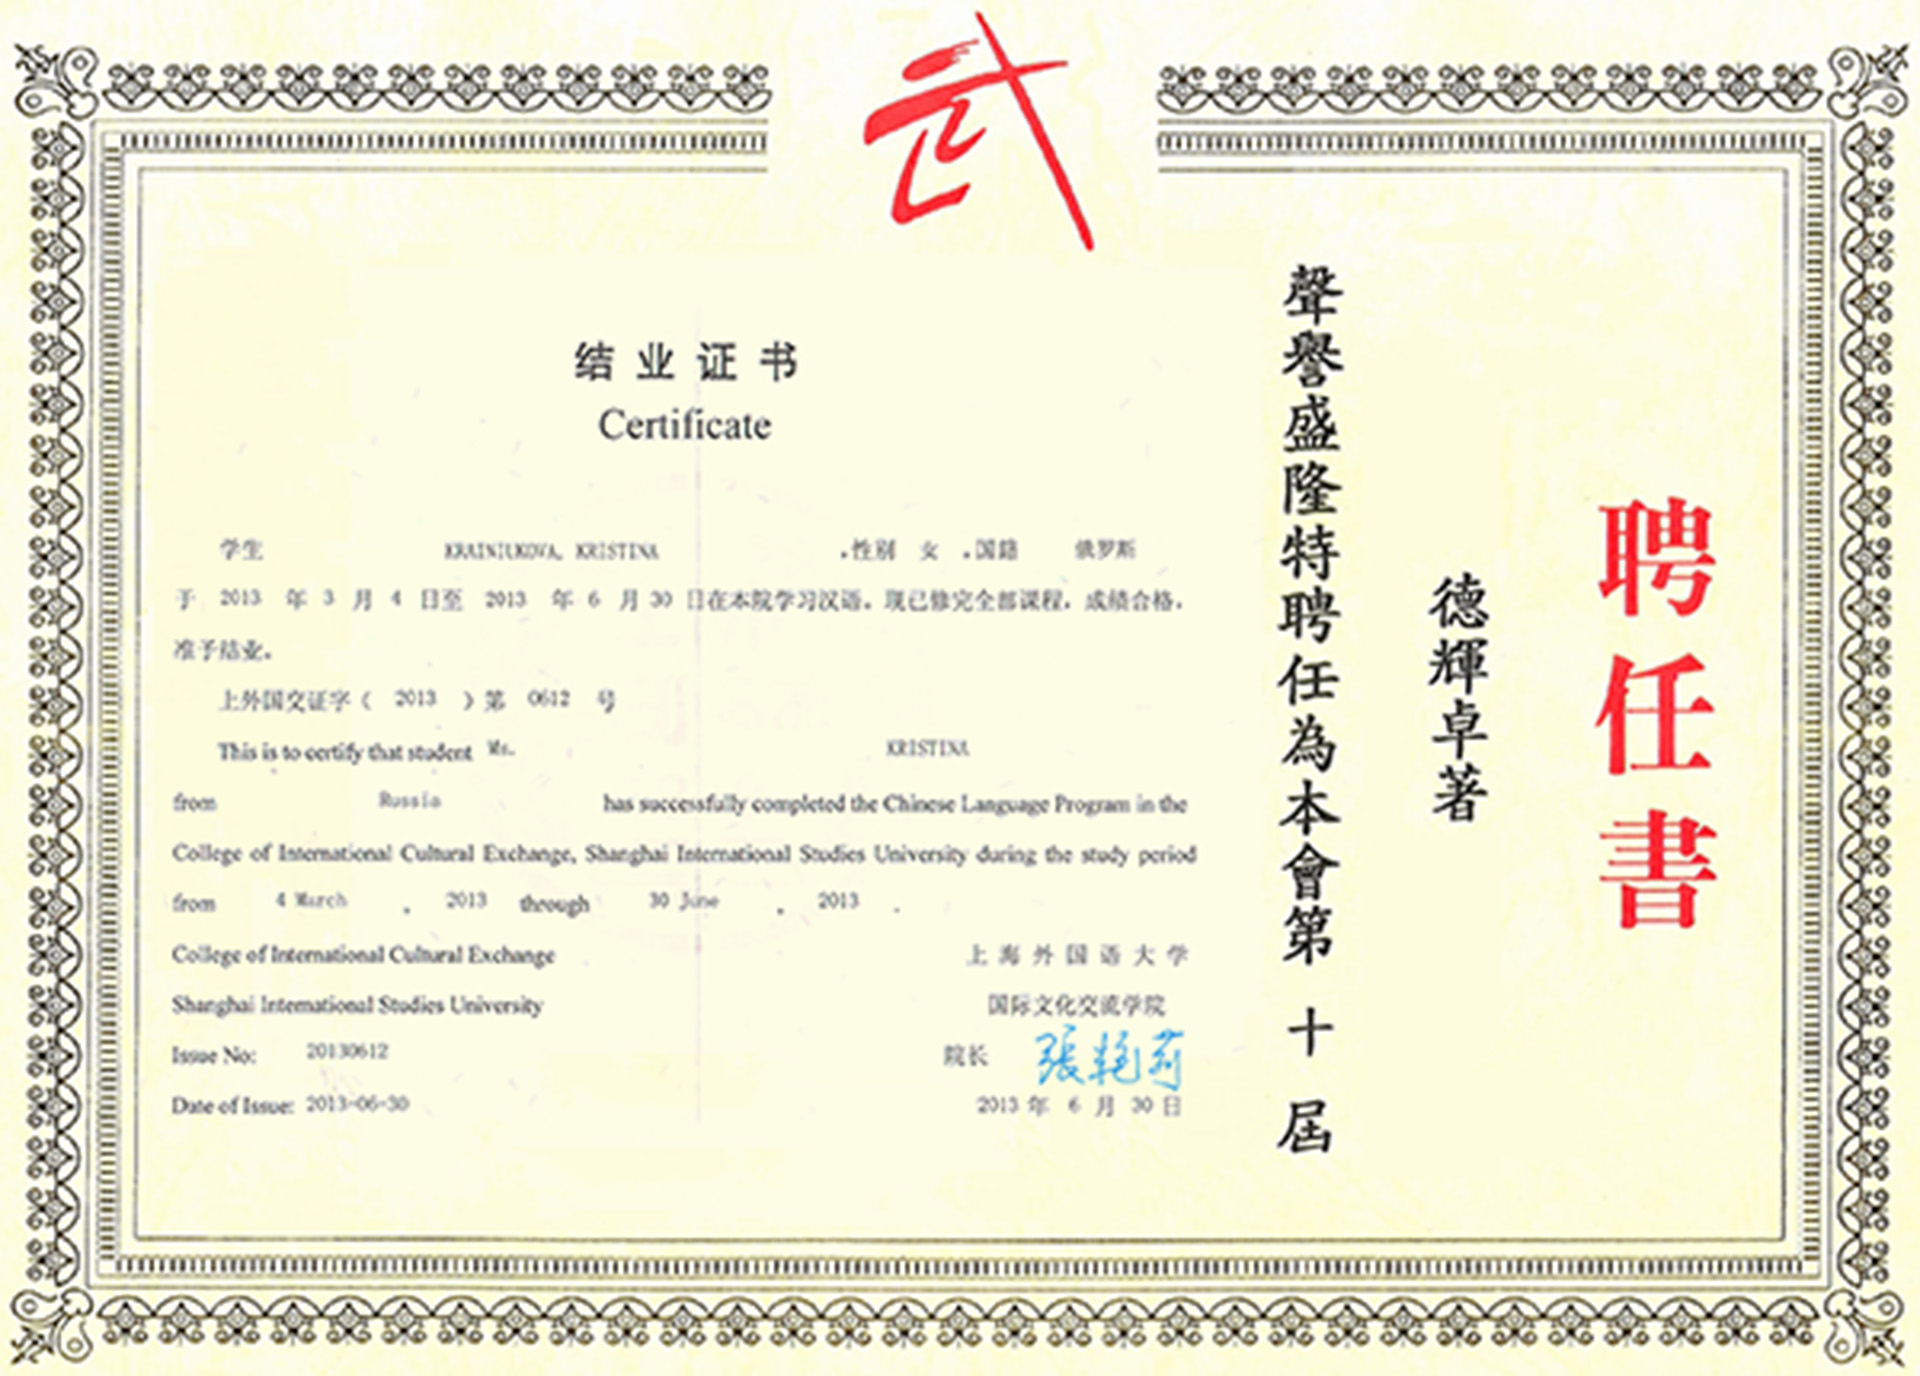 武
结业证书
Certificate
学生 KRAINIUKOVA, KRISTINA ,性别 女 ,国籍 俄罗斯
于 2013 年 3 月 4 日至 2013 年 6 月 30 日在本院学习汉语。现已修完全部课程，成绩合格，
准予结业。
上外国交证字（ 2013 ）第 0612 号
This is to certify that student Ms. KRISTINA
from Russia has successfully completed the Chinese Language Program in the
College of International Cultural Exchange, Shanghai International Studies University during the study period
from 4 March , 2013 through 30 June , 2013 .
College of International Cultural Exchange 上海外国语大学
Shanghai International Studies University 国际文化交流学院
Issue No: 20130612 院长 張艳莉
Date of Issue: 2013-06-30 2013 年 6 月 30 日
聘任書
德輝卓著
聲譽盛隆特聘任為本會第 十 屆